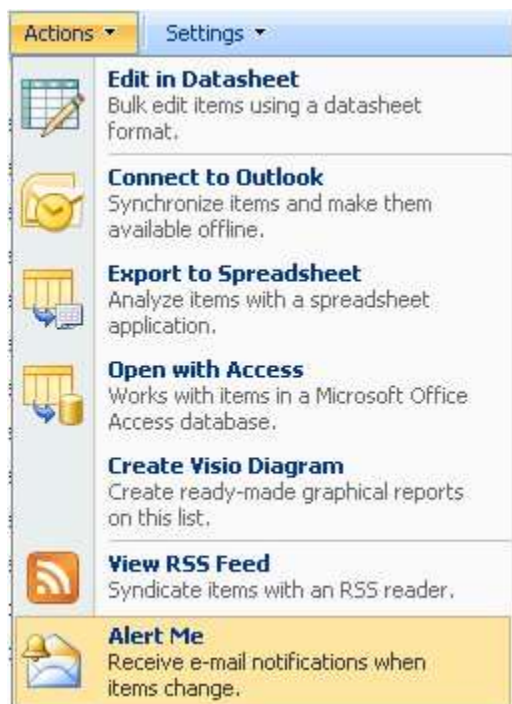 Actions Settings
Edit in Datasheet
Bulk edit items using a datasheet
format.
Connect to Outlook
Synchronize items and make them
available offline.
Export to Spreadsheet
Analyze items with a spreadsheet
application.
Open with Access
Works with items in a Microsoft Office
Access database.
Create Visio Diagram
Create ready-made graphical reports
on this list.
View RSS Feed
Syndicate items with an RSS reader.
Alert Me
Receive e-mail notifications when
items change.